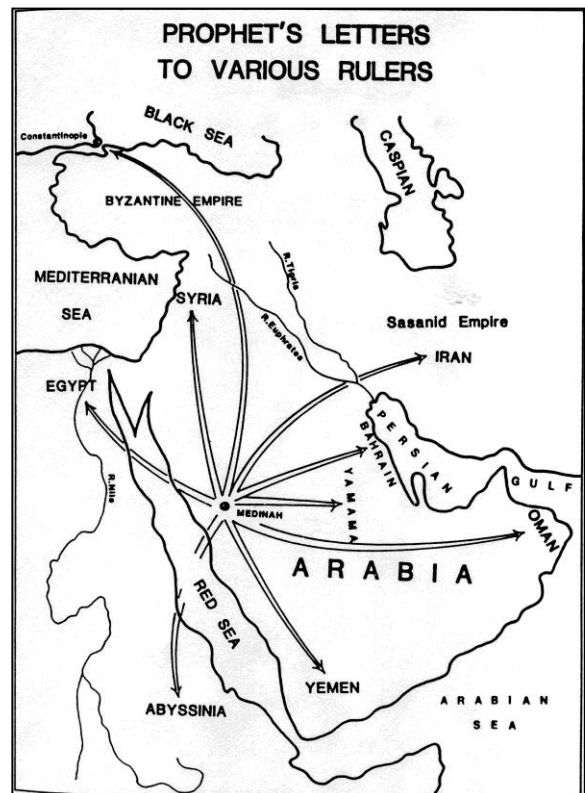 PROPHET'S LETTERS
TO VARIOUS RULERS
BLACK SEA
Constantinople
CASPIAN
BYZANTINE EMPIRE
MEDITERRANIAN
SEA
SYRIA
R.Tigris
R.Euphrates
Sasanid Empire
IRAN
EGYPT
PERSIAN
GULF
BAHRAIN
YAMAMA
OMAN
R.Nile
MEDINAH
ARABIA
RED SEA
YEMEN
ABYSSINIA
ARABIAN
SEA